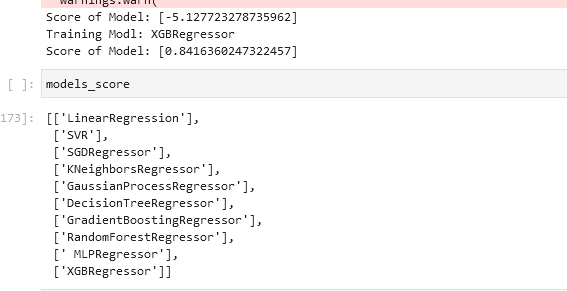 warnings.warn(
Score of Model: [-5.127723278735962]
Training Modl: XGBRegressor
Score of Model: [0.8416360247322457]
[ ]: models_score
173]: [['LinearRegression'],
['SVR'],
['SGDRegressor'],
['KNeighborsRegressor'],
['GaussianProcessRegressor'],
['DecisionTreeRegressor'],
['GradientBoostingRegressor'],
['RandomForestRegressor'],
[' MLPRegressor'],
['XGBRegressor']]